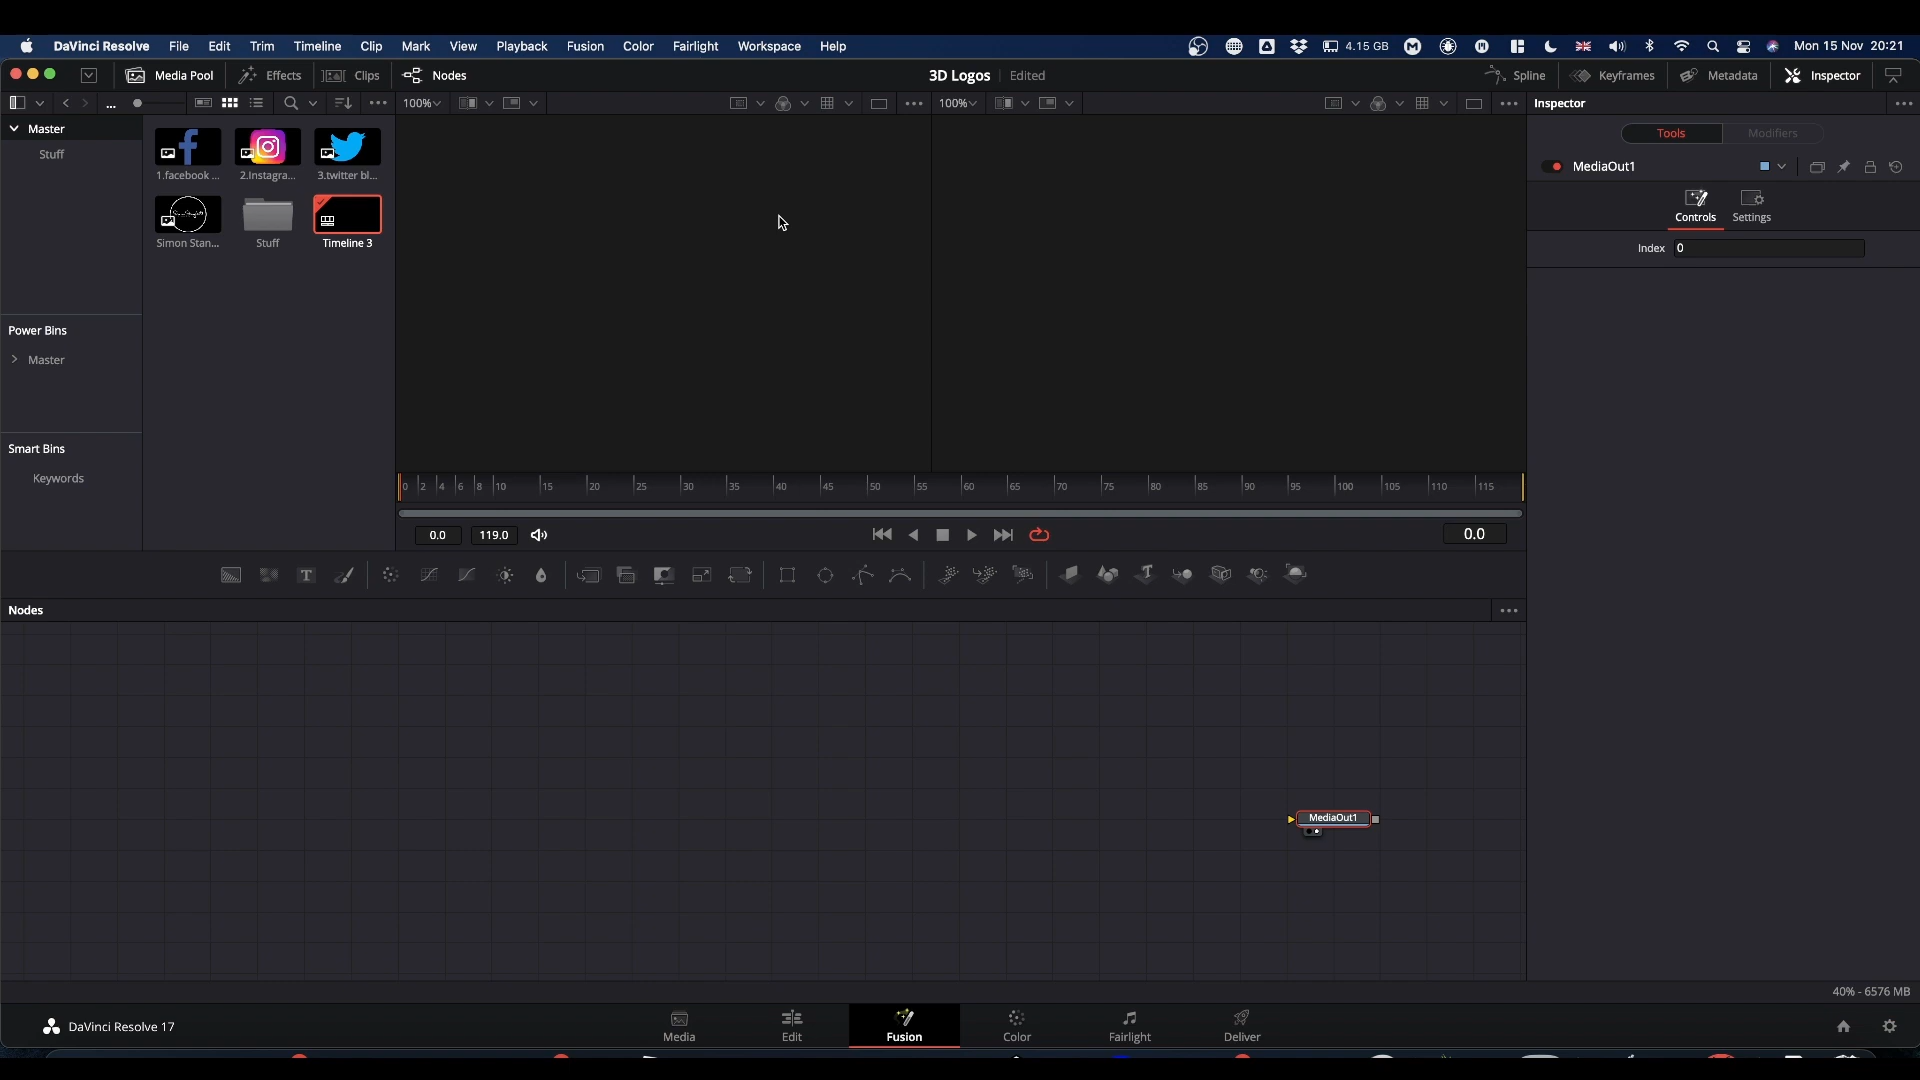 DaVinci Resolve File Edit Trim Timeline Clip Mark View Playback Fusion Color Fairlight Workspace Help 4.15 GB Mon 15 Nov 20:21
Media Pool Effects Clips Nodes 3D Logos Edited Spline Keyframes Metadata Inspector
... 100% ... 100% ... Inspector ...
Master
Stuff
1.facebook ... 2.Instagra... 3.twitter bl...
Simon Stan... Stuff Timeline 3
Power Bins
Master
Smart Bins
Keywords
Tools Modifiers
MediaOut1
Controls Settings
Index 0
0 2 4 6 8 10 15 20 25 30 35 40 45 50 55 60 65 70 75 80 85 90 95 100 105 110 115
0.0 119.0 0.0
T T
Nodes ...
MediaOut1
40% - 6576 MB
DaVinci Resolve 17 Media Edit Fusion Color Fairlight Deliver